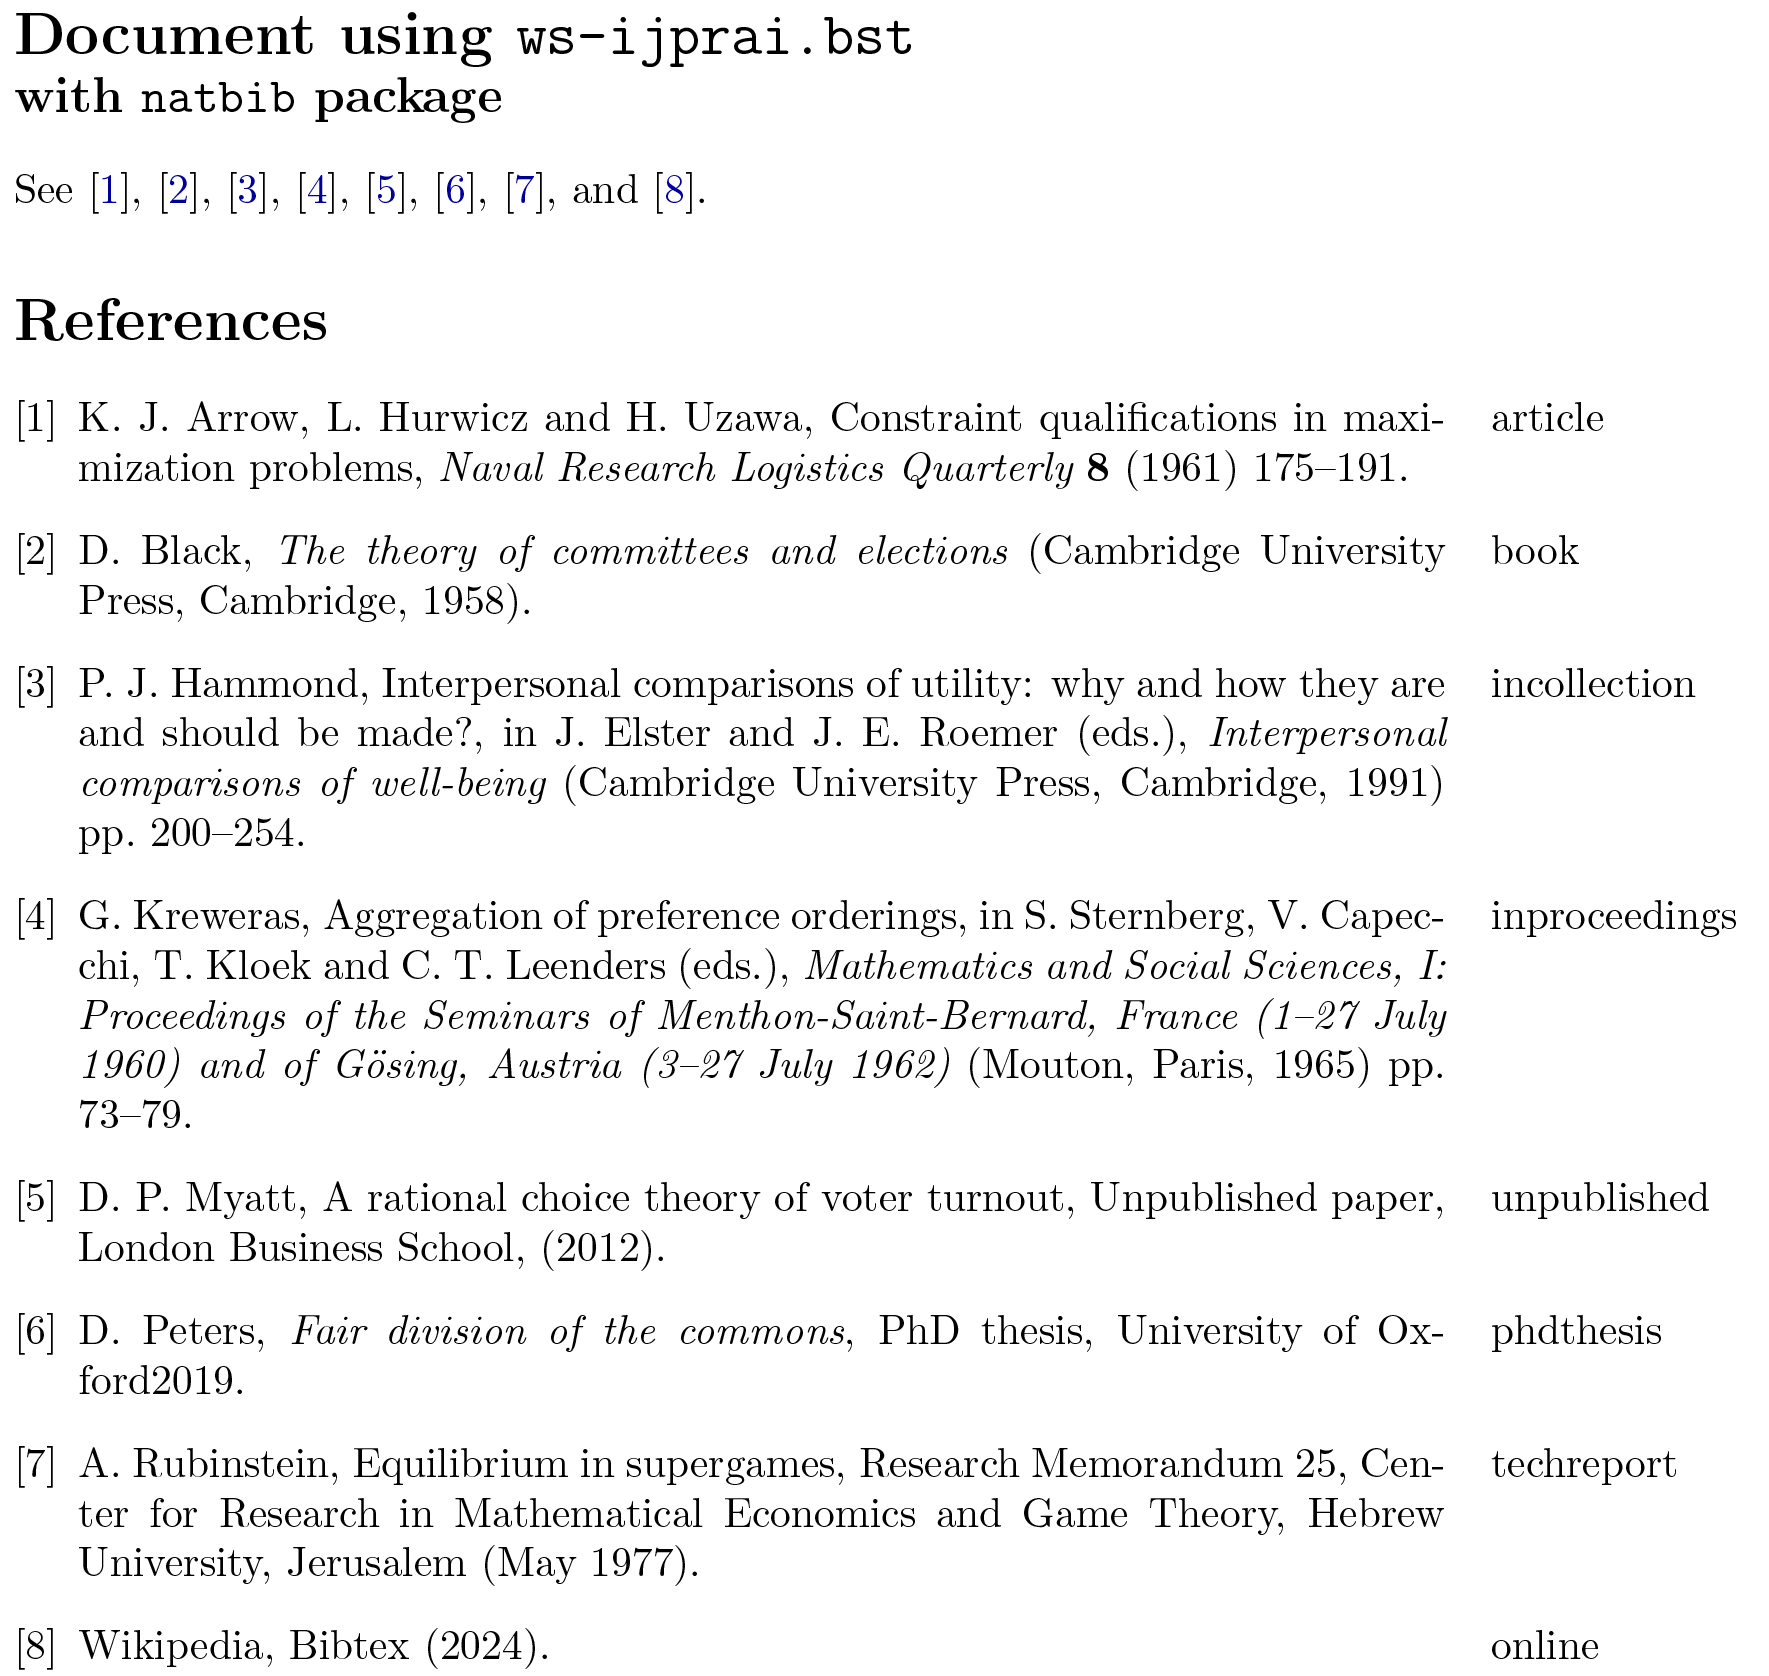 Document using ws-ijprai.bst
with natbib package
See [1], [2], [3], [4], [5], [6], [7], and [8].
References
[1] K. J. Arrow, L. Hurwicz and H. Uzawa, Constraint qualifications in maxi- article
mization problems, Naval Research Logistics Quarterly 8 (1961) 175–191.
[2] D. Black, The theory of committees and elections (Cambridge University book
Press, Cambridge, 1958).
[3] P. J. Hammond, Interpersonal comparisons of utility: why and how they are incollection
and should be made?, in J. Elster and J. E. Roemer (eds.), Interpersonal
comparisons of well-being (Cambridge University Press, Cambridge, 1991)
pp. 200–254.
[4] G. Kreweras, Aggregation of preference orderings, in S. Sternberg, V. Capec- inproceedings
chi, T. Kloek and C. T. Leenders (eds.), Mathematics and Social Sciences, I:
Proceedings of the Seminars of Menthon-Saint-Bernard, France (1–27 July
1960) and of Gösing, Austria (3–27 July 1962) (Mouton, Paris, 1965) pp.
73–79.
[5] D. P. Myatt, A rational choice theory of voter turnout, Unpublished paper, unpublished
London Business School, (2012).
[6] D. Peters, Fair division of the commons, PhD thesis, University of Ox- phdthesis
ford2019.
[7] A. Rubinstein, Equilibrium in supergames, Research Memorandum 25, Cen- techreport
ter for Research in Mathematical Economics and Game Theory, Hebrew
University, Jerusalem (May 1977).
[8] Wikipedia, Bibtex (2024). online